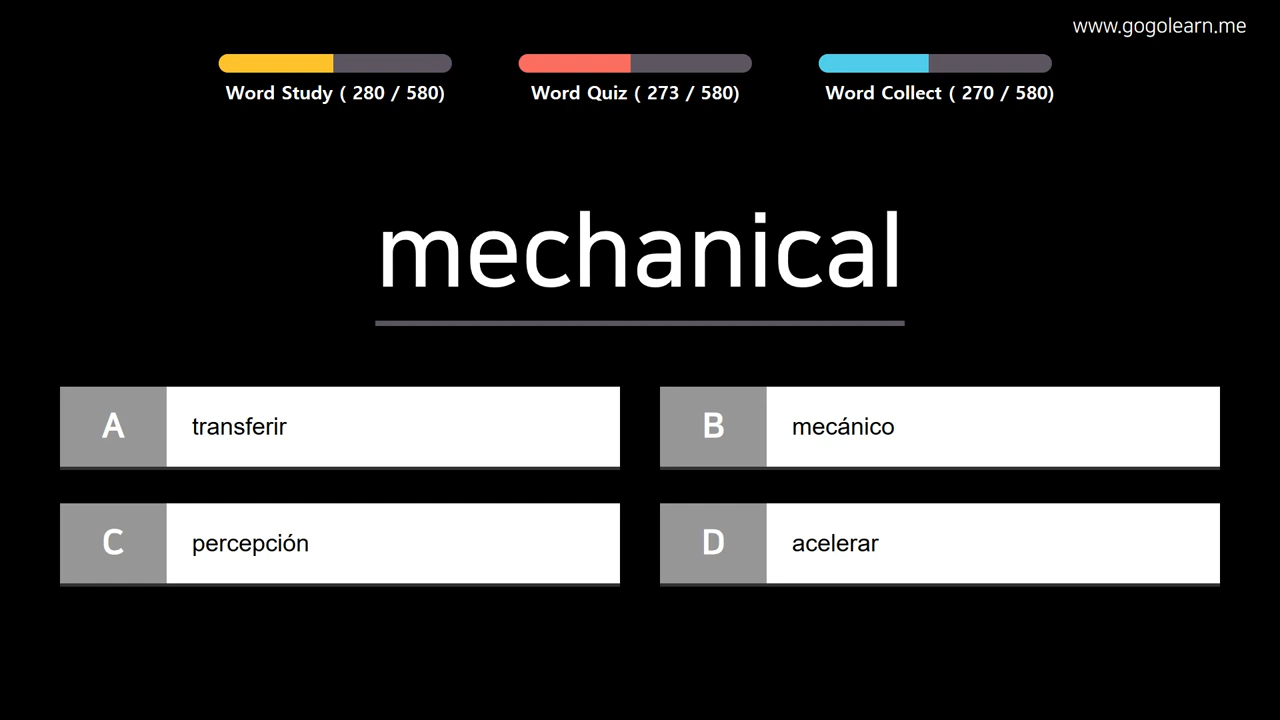 www.gogolearn.me
Word Study ( 280 / 580)
Word Quiz ( 273 / 580)
Word Collect ( 270 / 580)
mechanical
A transferir
B mecánico
C percepción
D acelerar